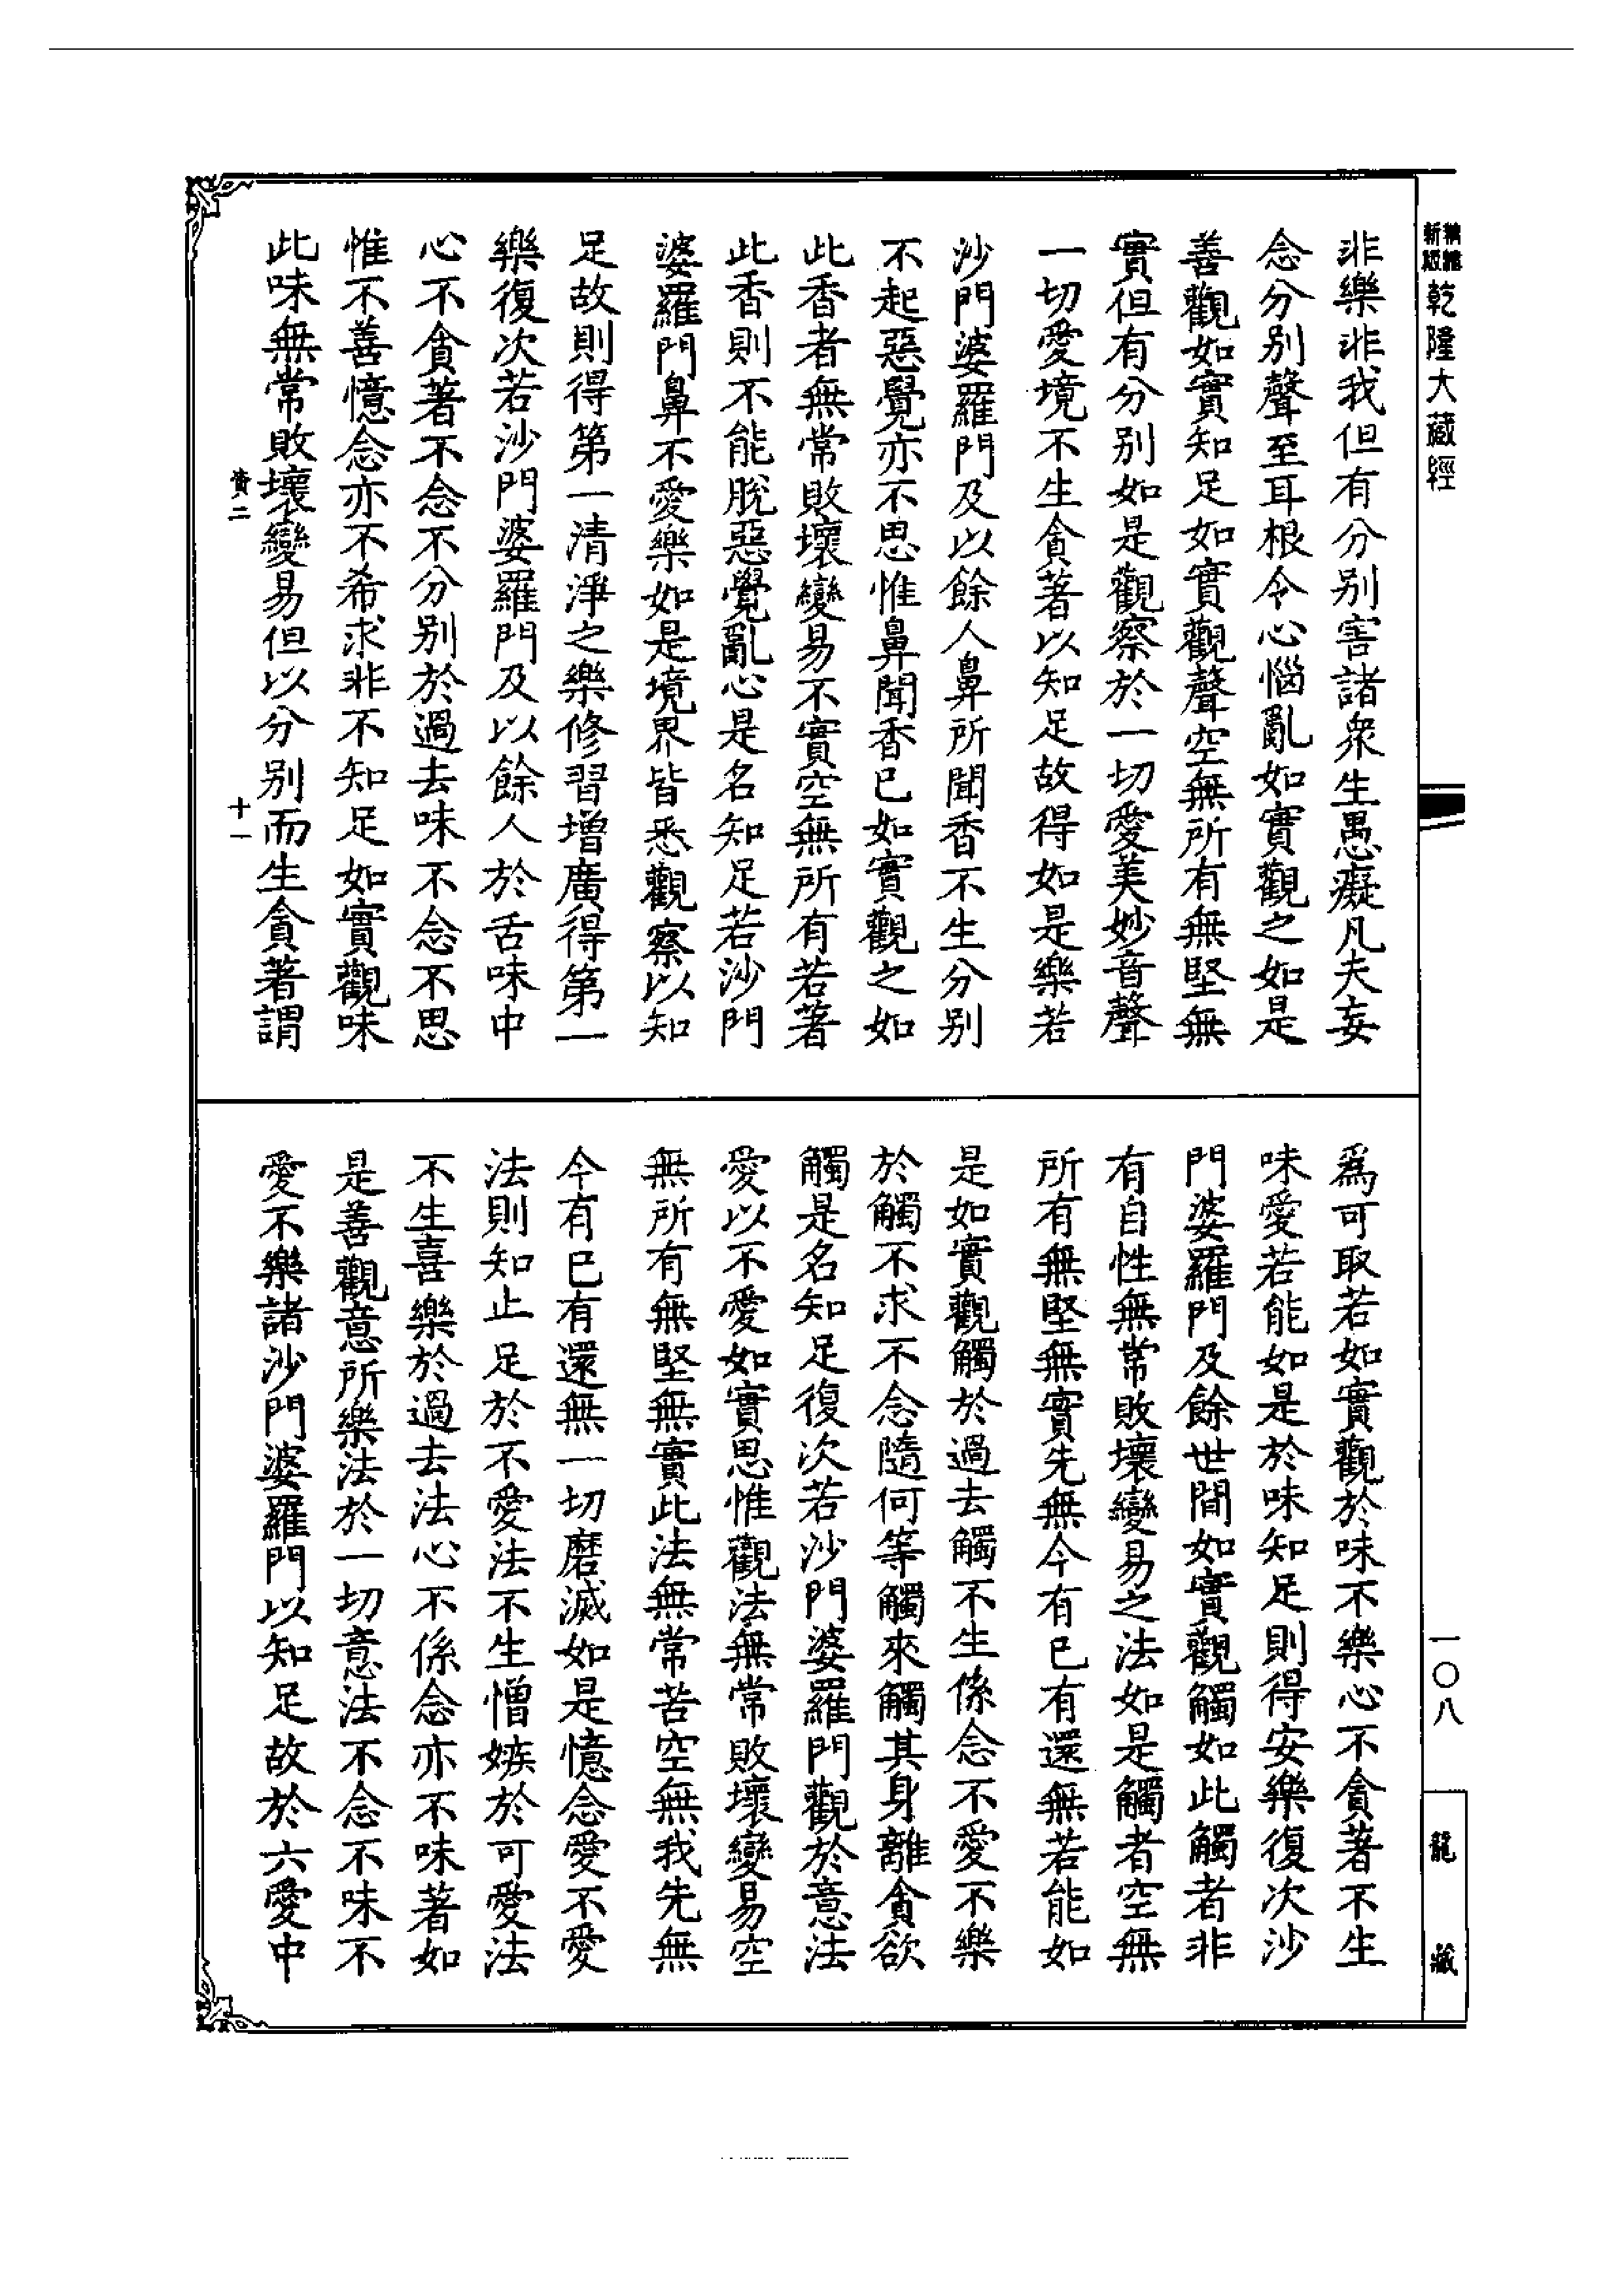 乾隆大藏經
非樂非我但有分別害諸衆生愚癡凡夫妄
念分別聲至耳根令心惱亂如實觀之如是
善觀如實知足如實觀聲空無所有無堅無
實但有分別如是觀察於一切愛美妙音聲
一切愛境不生貪著以知足故得如是樂若
沙門婆羅門及以餘人鼻所聞香不生分別
不起惡覺亦不思惟鼻聞香已如實觀之如
此香者無常敗壞變易不實空無所有若著
此香則不能脫惡覺亂心是名知足若沙門
婆羅門鼻不愛樂如是境界皆悉觀察以知
足故則得第一清淨之樂修習增廣得第一
樂復次若沙門婆羅門及以餘人於舌味中
心不貪著不念不分別於過去味不念不思
惟不善憶念亦不希求非不知足如實觀味
此味無常敗壞變易但以分別而生貪著謂
十一
爲可取若如實觀於味不樂心不貪著不生
味愛若能如是於味知足則得安樂復次沙
門婆羅門及餘世間如實觀觸如此觸者非
有自性無常敗壞變易之法如是觸者空無
所有無堅無實先無今有已有還無若能如
是如實觀觸於過去觸不生係念不愛不樂
於觸不求不念隨何等觸來觸其身離貪欲
觸是名知足復次若沙門婆羅門觀於意法
愛以不愛如實思惟觀法無常敗壞變易空
無所有無堅無實此法無常苦空無我先無
今有已有還無一切磨滅如是憶念愛不愛
法則知止足於不愛法不生憎嫉於可愛法
不生喜樂於過去法心不係念亦不味著如
是善觀意所樂法於一切意法不念不味不
愛不樂諸沙門婆羅門以知足故於六愛中
一〇八
龍藏